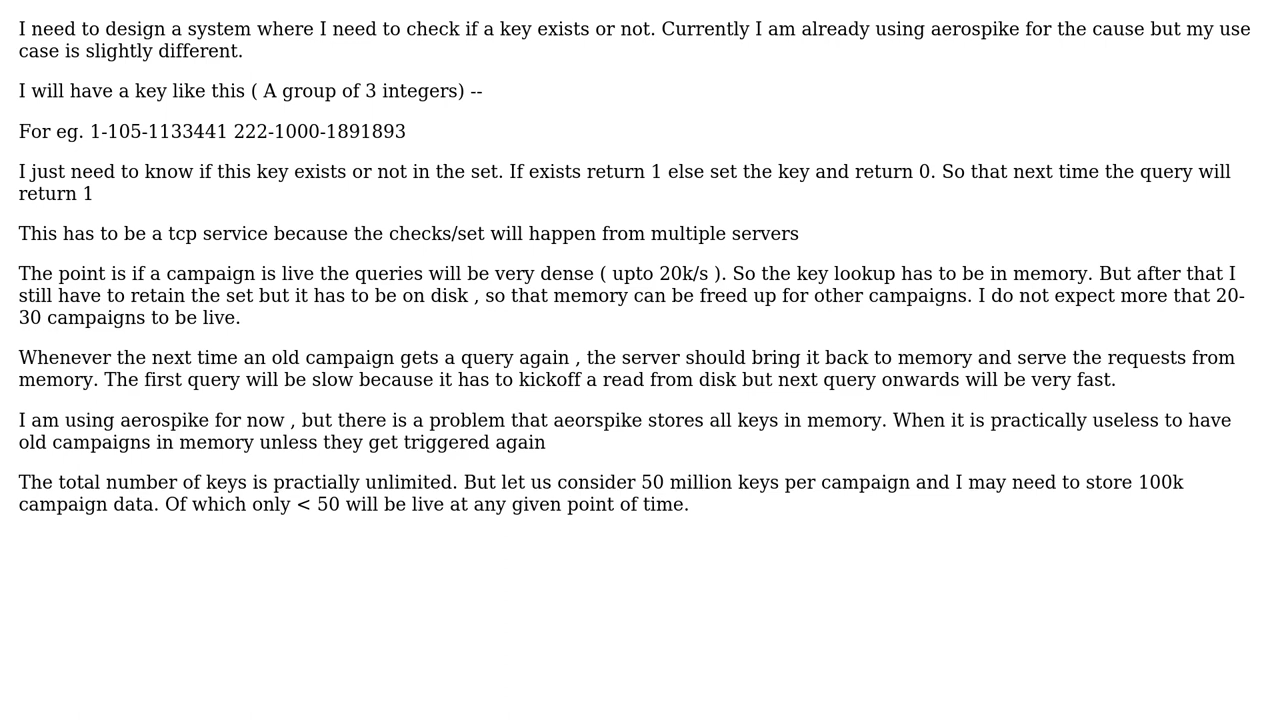 I need to design a system where I need to check if a key exists or not. Currently I am already using aerospike for the cause but my use
case is slightly different.
I will have a key like this ( A group of 3 integers) --
For eg. 1-105-1133441 222-1000-1891893
I just need to know if this key exists or not in the set. If exists return 1 else set the key and return 0. So that next time the query will
return 1
This has to be a tcp service because the checks/set will happen from multiple servers
The point is if a campaign is live the queries will be very dense ( upto 20k/s ). So the key lookup has to be in memory. But after that I
still have to retain the set but it has to be on disk , so that memory can be freed up for other campaigns. I do not expect more that 20-
30 campaigns to be live.
Whenever the next time an old campaign gets a query again , the server should bring it back to memory and serve the requests from
memory. The first query will be slow because it has to kickoff a read from disk but next query onwards will be very fast.
I am using aerospike for now , but there is a problem that aeorspike stores all keys in memory. When it is practically useless to have
old campaigns in memory unless they get triggered again
The total number of keys is practially unlimited. But let us consider 50 million keys per campaign and I may need to store 100k
campaign data. Of which only < 50 will be live at any given point of time.